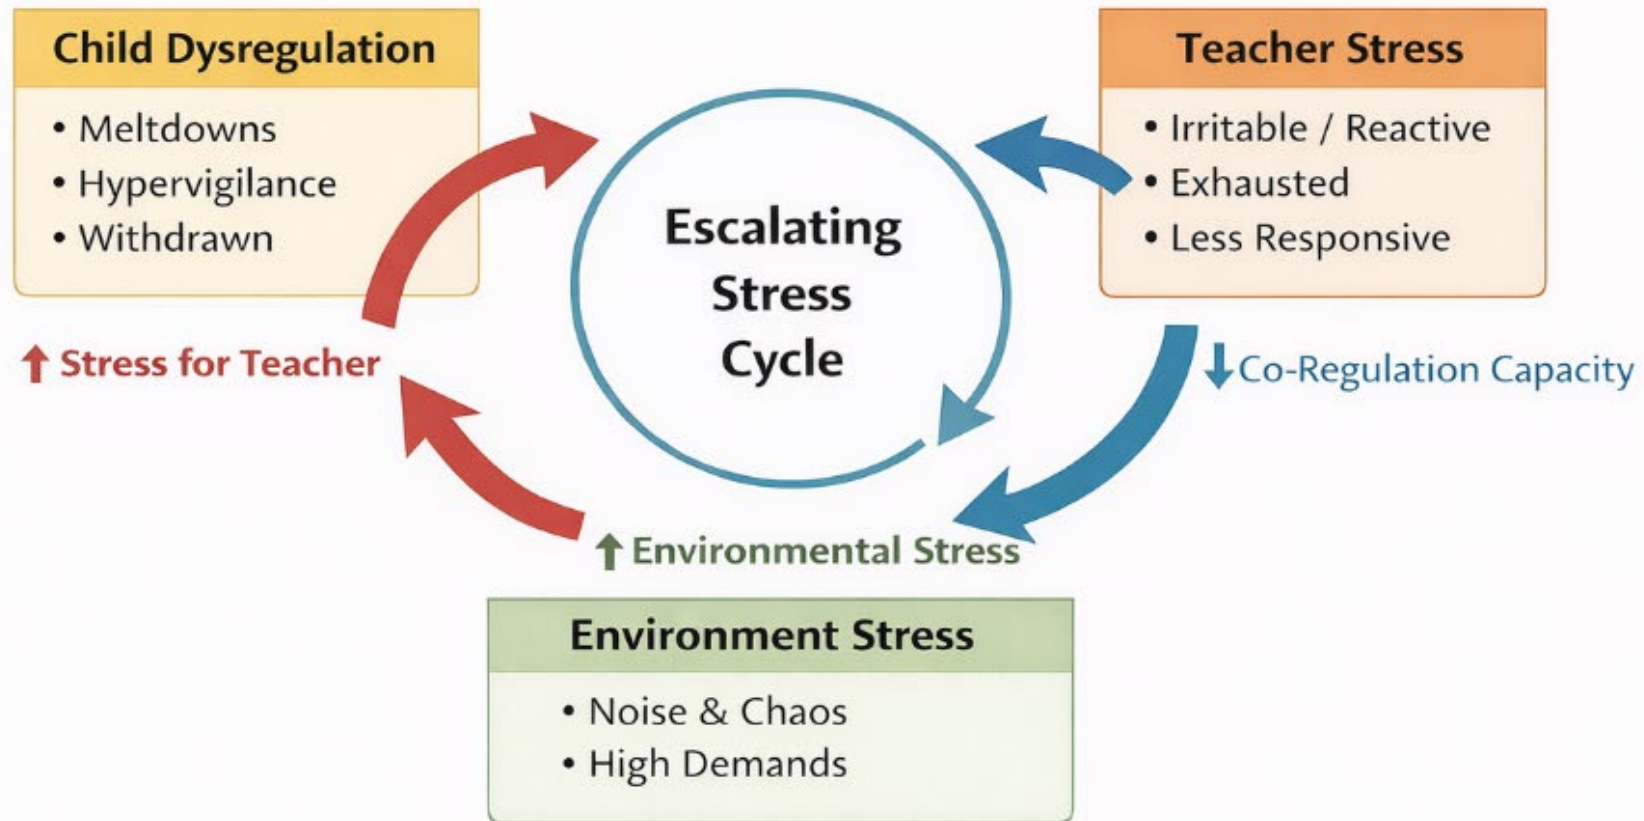 Child Dysregulation
• Meltdowns
• Hypervigilance
• Withdrawn
Teacher Stress
• Irritable / Reactive
• Exhausted
• Less Responsive
Escalating
Stress
Cycle
↑ Stress for Teacher
↓ Co-Regulation Capacity
↑ Environmental Stress
Environment Stress
• Noise & Chaos
• High Demands